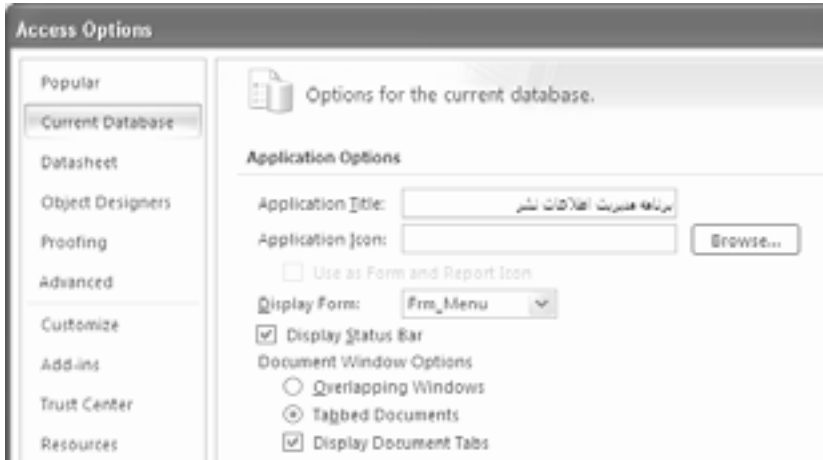 Access Options
Popular
Current Database
Datasheet
Object Designers
Proofing
Advanced
Customize
Add-ins
Trust Center
Resources
Options for the current database.
Application Options
Application Title: برنامه مدیریت اطلاعات نشر
Application Icon: Browse...
Use as Form and Report Icon
Display Form: Frm_Menu
Display Status Bar
Document Window Options
Overlapping Windows
Tabbed Documents
Display Document Tabs